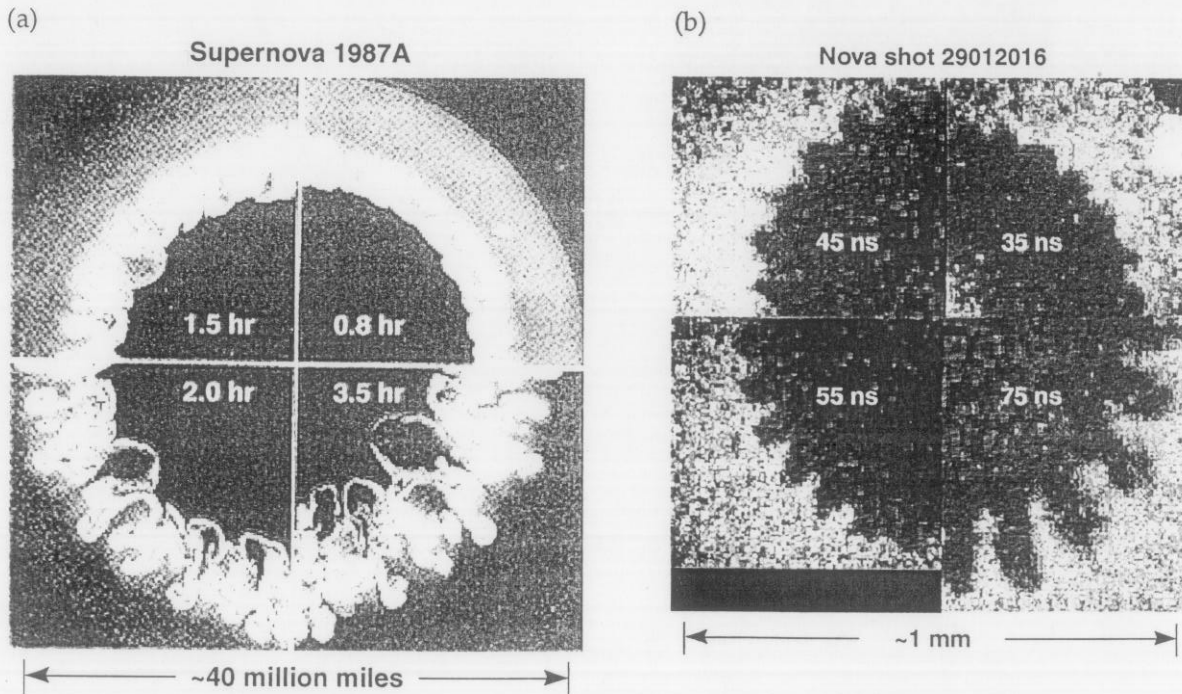 (a)
Supernova 1987A
1.5 hr 0.8 hr
2.0 hr 3.5 hr
~40 million miles
(b)
Nova shot 29012016
45 ns 35 ns
55 ns 75 ns
~1 mm